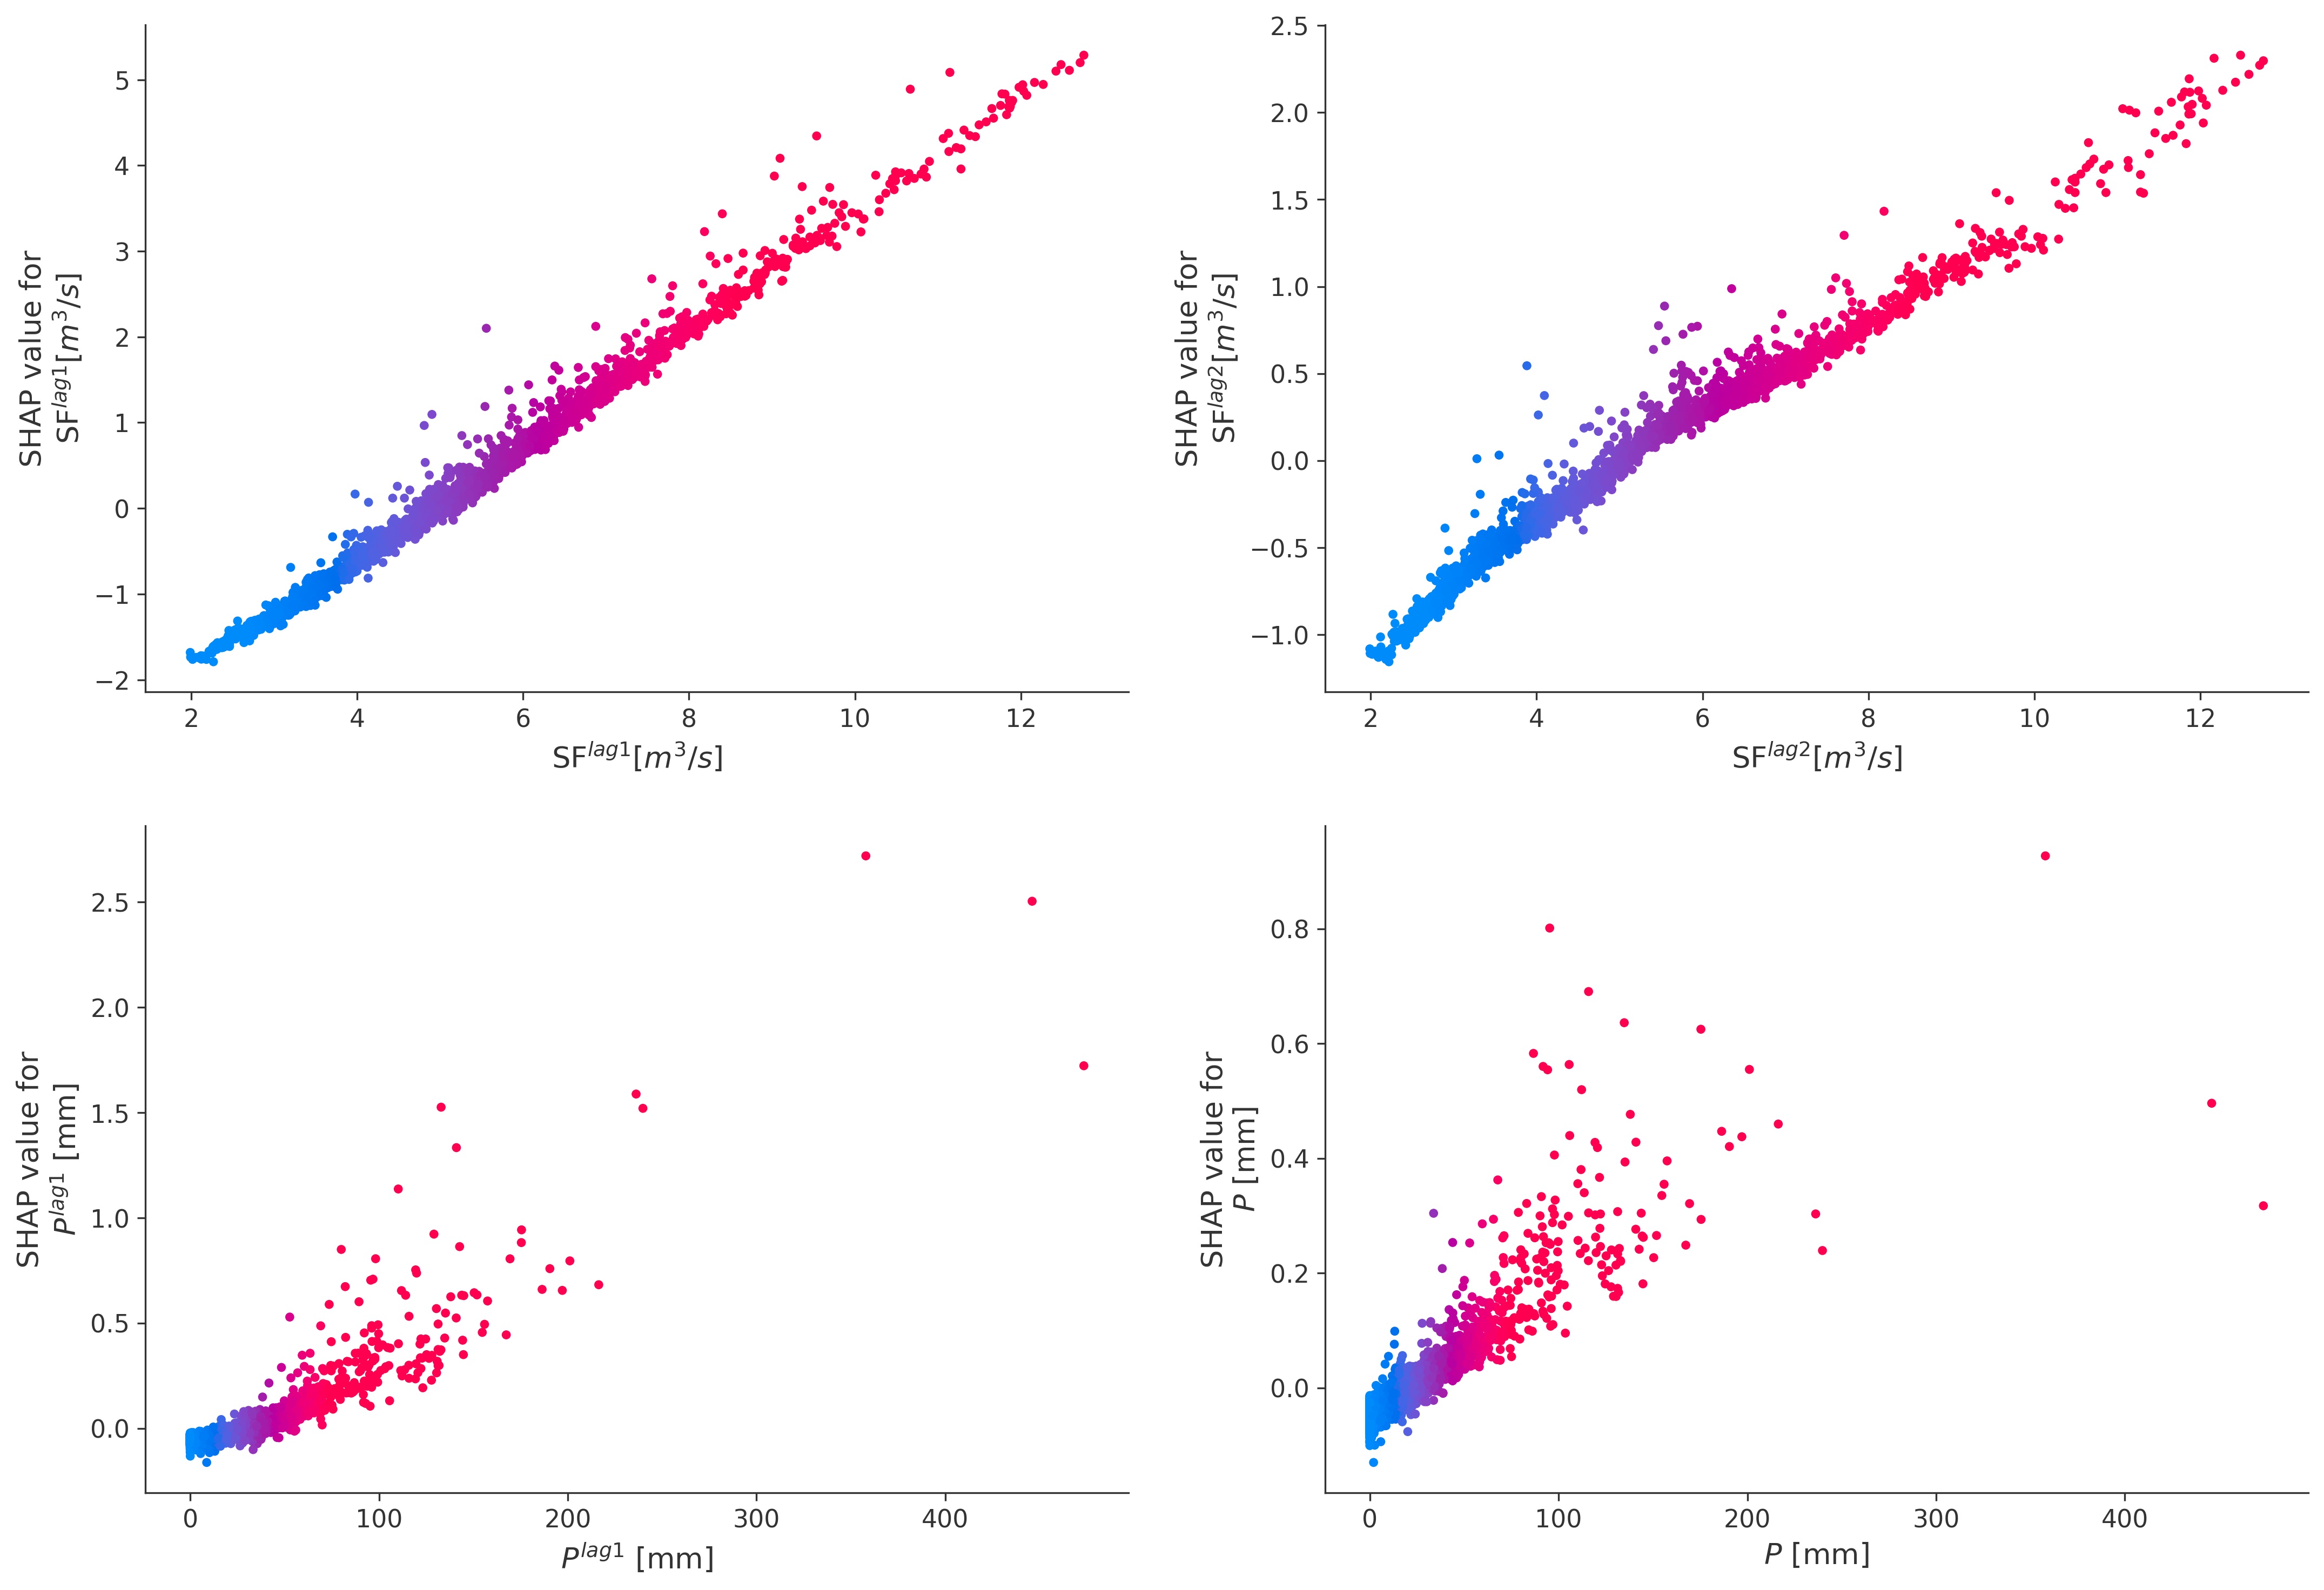 SHAP value for
SF^{lag1}[m^3/s]
5
4
3
2
1
0
−1
−2
2 4 6 8 10 12
SF^{lag1}[m^3/s]
SHAP value for
SF^{lag2}[m^3/s]
2.5
2.0
1.5
1.0
0.5
0.0
−0.5
−1.0
2 4 6 8 10 12
SF^{lag2}[m^3/s]
SHAP value for
P^{lag1} [mm]
2.5
2.0
1.5
1.0
0.5
0.0
0 100 200 300 400
P^{lag1} [mm]
SHAP value for
P [mm]
0.8
0.6
0.4
0.2
0.0
0 100 200 300 400
P [mm]